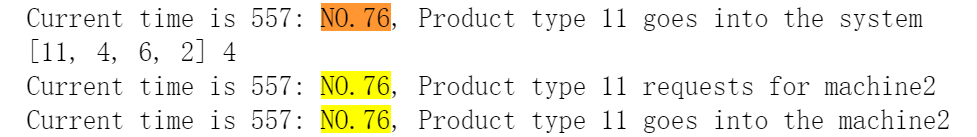 Current time is 557: NO.76, Product type 11 goes into the system
[11, 4, 6, 2] 4
Current time is 557: NO.76, Product type 11 requests for machine2
Current time is 557: NO.76, Product type 11 goes into the machine2